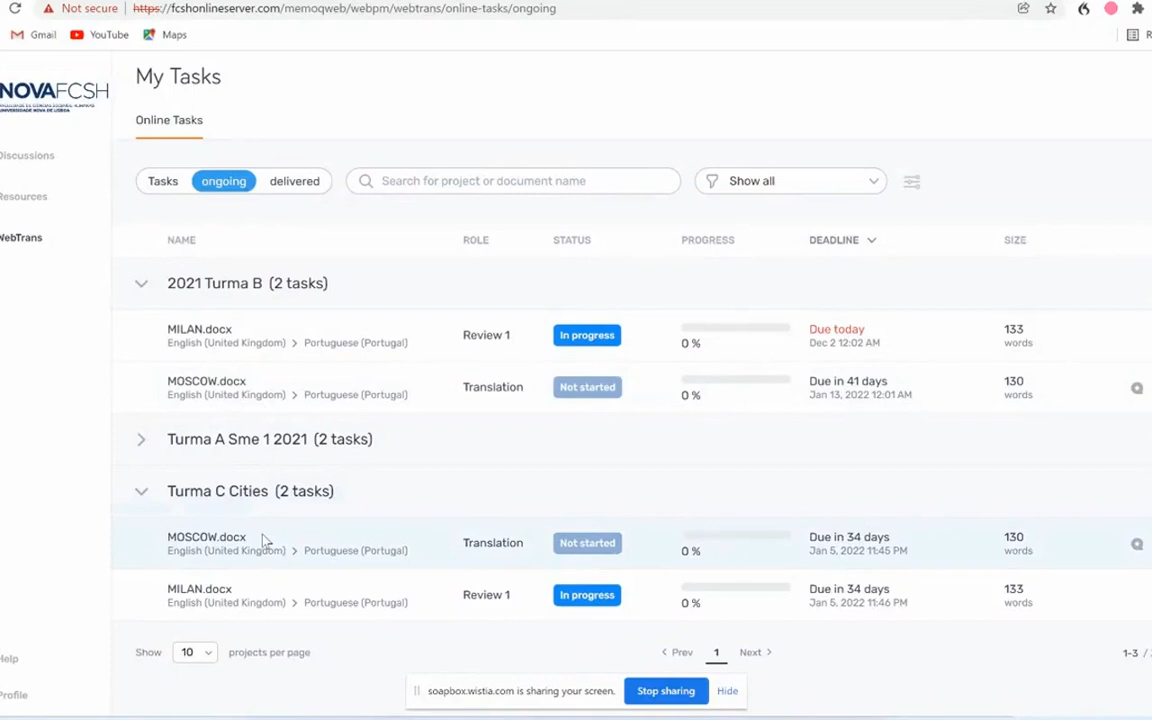 Not secure https://fcshonlineserver.com/memoqweb/webpm/webtrans/online-tasks/ongoing
Gmail YouTube Maps R
NOVAFCSH
UNIVERSIDADE NOVA DE LISBOA
My Tasks
Online Tasks
Discussions
Resources
WebTrans
Tasks ongoing delivered Search for project or document name Show all
NAME ROLE STATUS PROGRESS DEADLINE SIZE
2021 Turma B (2 tasks)
MILAN.docx Review 1 In progress 0 % Due today 133
English (United Kingdom) > Portuguese (Portugal) Dec 2 12:02 AM words
MOSCOW.docx Translation Not started 0 % Due in 41 days 130
English (United Kingdom) > Portuguese (Portugal) Jan 13, 2022 12:01 AM words
Turma A Sme 1 2021 (2 tasks)
Turma C Cities (2 tasks)
MOSCOW.docx Translation Not started 0 % Due in 34 days 130
English (United Kingdom) > Portuguese (Portugal) Jan 5, 2022 11:45 PM words
MILAN.docx Review 1 In progress 0 % Due in 34 days 133
English (United Kingdom) > Portuguese (Portugal) Jan 5, 2022 11:46 PM words
Show 10 projects per page < Prev 1 Next > 1-3 /
Help
Profile
soapbox.wistia.com is sharing your screen. Stop sharing Hide